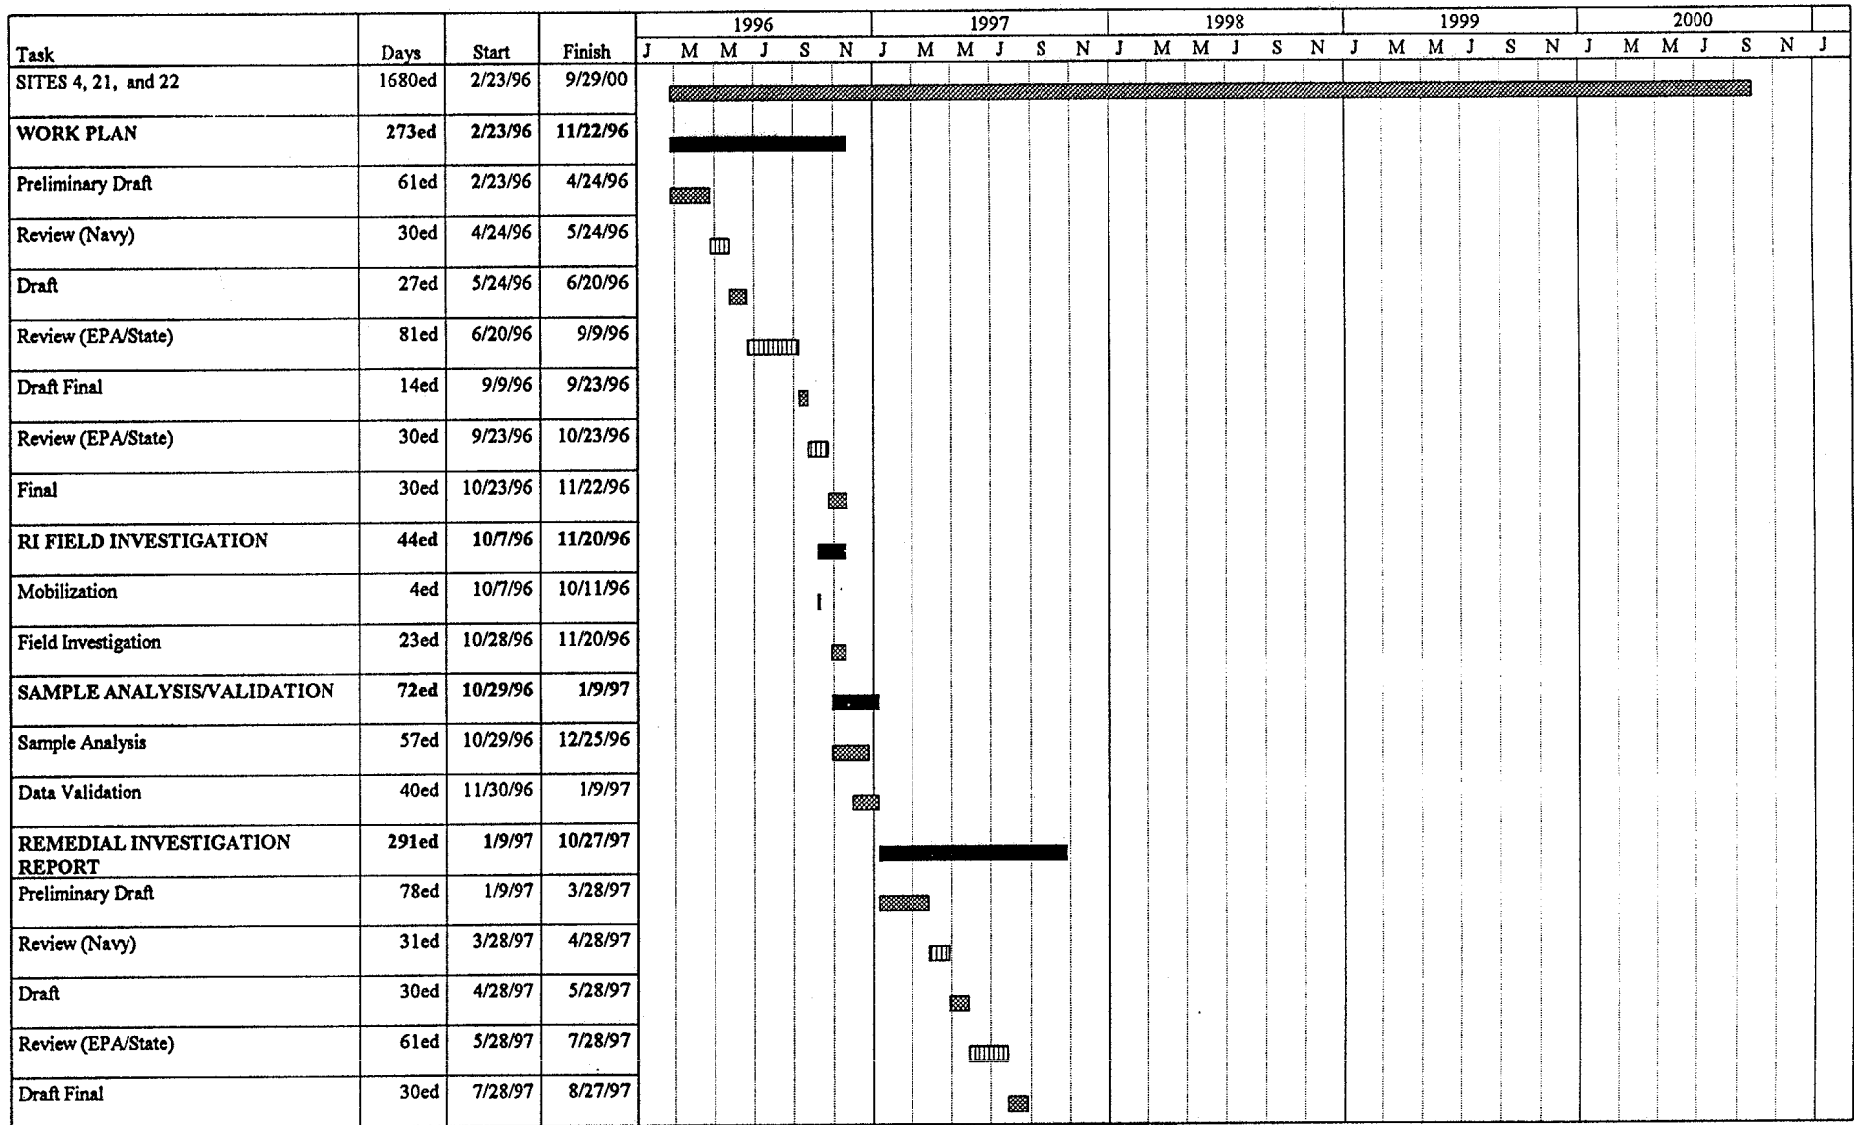 1996 1997 1998 1999 2000
Task Days Start Finish J M M J S N J M M J S N J M M J S N J M M J S N J M M J S N J
SITES 4, 21, and 22 1680ed 2/23/96 9/29/00
WORK PLAN 273ed 2/23/96 11/22/96
Preliminary Draft 61ed 2/23/96 4/24/96
Review (Navy) 30ed 4/24/96 5/24/96
Draft 27ed 5/24/96 6/20/96
Review (EPA/State) 81ed 6/20/96 9/9/96
Draft Final 14ed 9/9/96 9/23/96
Review (EPA/State) 30ed 9/23/96 10/23/96
Final 30ed 10/23/96 11/22/96
RI FIELD INVESTIGATION 44ed 10/7/96 11/20/96
Mobilization 4ed 10/7/96 10/11/96
Field Investigation 23ed 10/28/96 11/20/96
SAMPLE ANALYSIS/VALIDATION 72ed 10/29/96 1/9/97
Sample Analysis 57ed 10/29/96 12/25/96
Data Validation 40ed 11/30/96 1/9/97
REMEDIAL INVESTIGATION 291ed 1/9/97 10/27/97
REPORT
Preliminary Draft 78ed 1/9/97 3/28/97
Review (Navy) 31ed 3/28/97 4/28/97
Draft 30ed 4/28/97 5/28/97
Review (EPA/State) 61ed 5/28/97 7/28/97
Draft Final 30ed 7/28/97 8/27/97